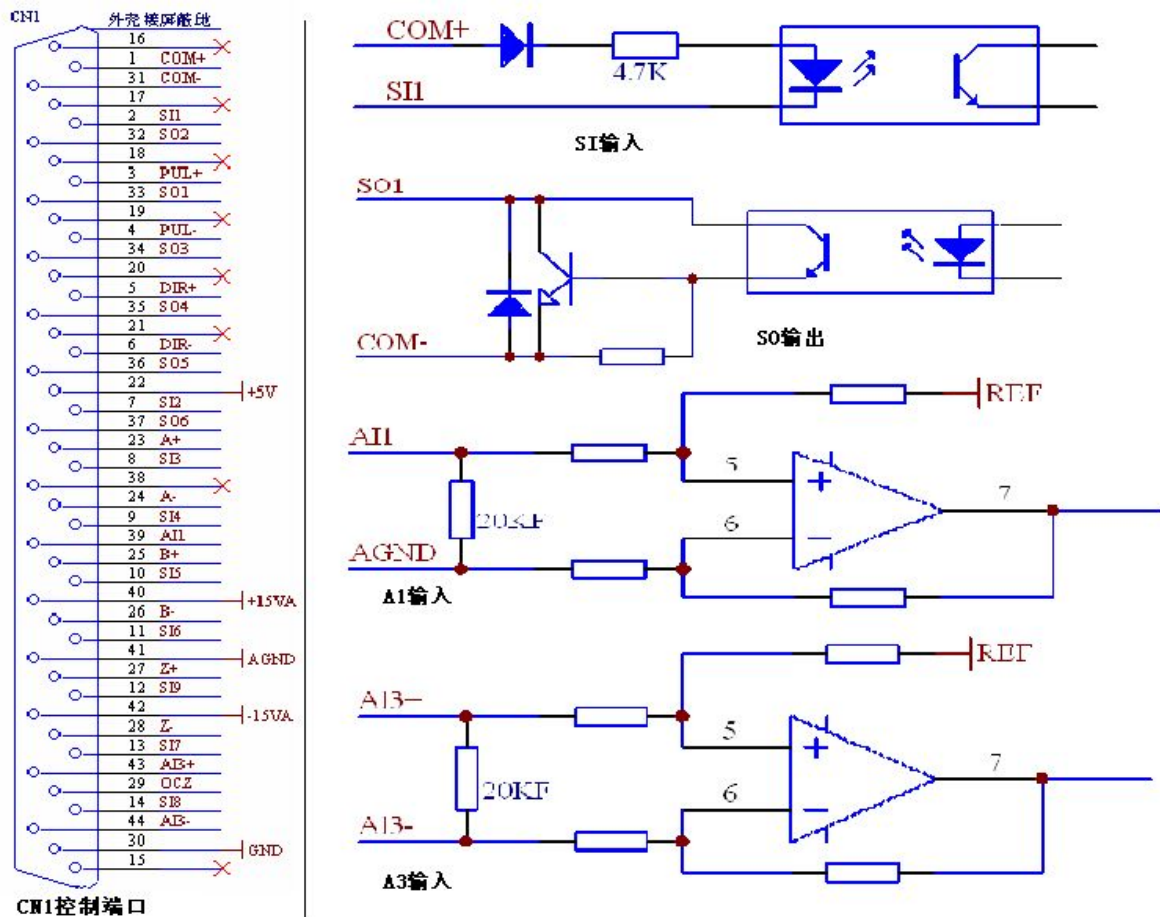 CN1
外壳接屏蔽地
16
1 COM+
31 COM-
17
2 SI1
32 SO2
18
3 PUL+
33 SO1
19
4 PUL-
34 SO3
20
5 DIR+
35 SO4
21
6 DIR-
36 SO5
22 +5V
7 SI2
37 SO6
23 A+
8 SI3
38
24 A-
9 SI4
39 AI1
25 B+
10 SI5
40 +15VA
26 B-
11 SI6
41 AGND
27 Z+
12 SI9
42 -15VA
28 Z-
13 SI7
43 AI3+
29 OCZ
14 SI8
44 AI3-
30 GND
15
CN1控制端口
COM+
4.7K
SI1
SI输入
SO1
COM-
SO输出
REF
AI1
5
+
7
20KF
6
AGND
A1输入
REF
AI3+
5
+
7
20KF
6
AI3-
A3输入